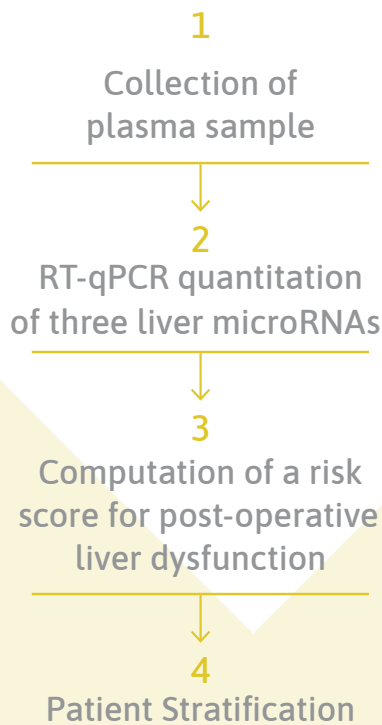 1
Collection of
plasma sample
2
RT-qPCR quantitation
of three liver microRNAs
3
Computation of a risk
score for post-operative
liver dysfunction
4
Patient Stratification